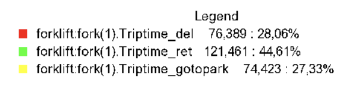 Legend
forklift:fork(1).Triptime_del 76,389 : 28,06%
forklift:fork(1).Triptime_ret 121,461 : 44,61%
forklift:fork(1).Triptime_gotopark 74,423 : 27,33%